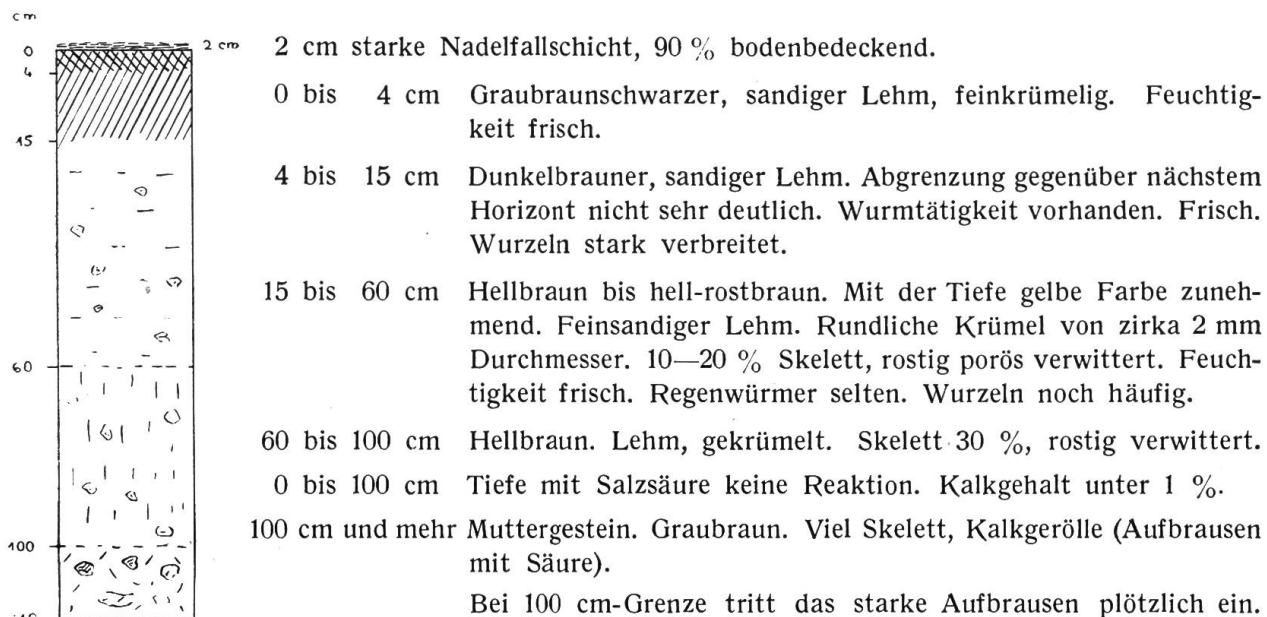 cm
0 2 cm 2 cm starke Nadelfallschicht, 90 % bodenbedeckend.
4
0 bis 4 cm Graubraunschwarzer, sandiger Lehm, feinkrümelig. Feuchtig-
keit frisch.
15
4 bis 15 cm Dunkelbrauner, sandiger Lehm. Abgrenzung gegenüber nächstem
Horizont nicht sehr deutlich. Wurmtätigkeit vorhanden. Frisch.
Wurzeln stark verbreitet.
15 bis 60 cm Hellbraun bis hell-rostbraun. Mit der Tiefe gelbe Farbe zuneh-
mend. Feinsandiger Lehm. Rundliche Krümel von zirka 2 mm
60 Durchmesser. 10—20 % Skelett, rostig porös verwittert. Feuch-
tigkeit frisch. Regenwürmer selten. Wurzeln noch häufig.
60 bis 100 cm Hellbraun. Lehm, gekrümelt. Skelett 30 %, rostig verwittert.
0 bis 100 cm Tiefe mit Salzsäure keine Reaktion. Kalkgehalt unter 1 %.
100 100 cm und mehr Muttergestein. Graubraun. Viel Skelett, Kalkgerölle (Aufbrausen
mit Säure).
Bei 100 cm-Grenze tritt das starke Aufbrausen plötzlich ein.